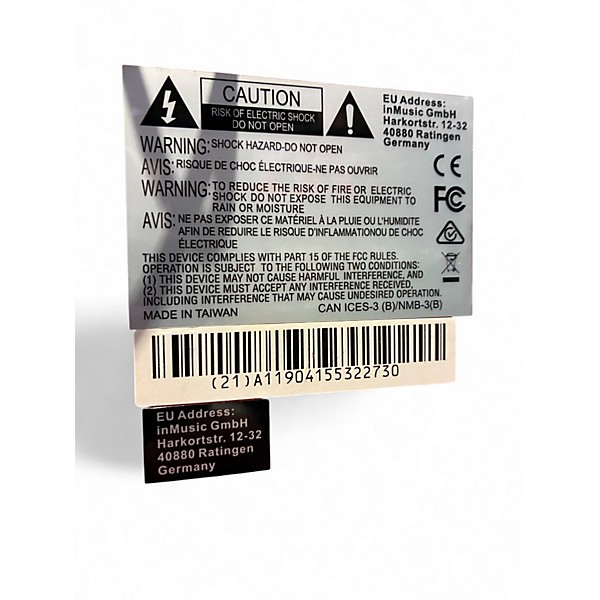 CAUTION
RISK OF ELECTRIC SHOCK
DO NOT OPEN
EU Address:
inMusic GmbH
Harkortstr. 12-32
40880 Ratingen
Germany
WARNING: SHOCK HAZARD-DO NOT OPEN
AVIS: RISQUE DE CHOC ÉLECTRIQUE-NE PAS OUVRIR
WARNING: TO REDUCE THE RISK OF FIRE OR ELECTRIC
SHOCK DO NOT EXPOSE THIS EQUIPMENT TO
RAIN OR MOISTURE
AVIS: NE PAS EXPOSER CE MATÉRIEL À LA PLUIE OU L'HUMIDITE
AFIN DE REDUIRE LE RISQUE D'INFLAMMATIONOU DE CHOC
ÉLECTRIQUE
CE
FC
THIS DEVICE COMPLIES WITH PART 15 OF THE FCC RULES.
OPERATION IS SUBJECT TO THE FOLLOWING TWO CONDITIONS:
(1) THIS DEVICE MAY NOT CAUSE HARMFUL INTERFERENCE, AND
(2) THIS DEVICE MUST ACCEPT ANY INTERFERENCE RECEIVED,
INCLUDING INTERFERENCE THAT MAY CAUSE UNDESIRED OPERATION.
MADE IN TAIWAN
CAN ICES-3 (B)/NMB-3(B)
(21)A11904155322730
EU Address:
inMusic GmbH
Harkortstr. 12-32
40880 Ratingen
Germany